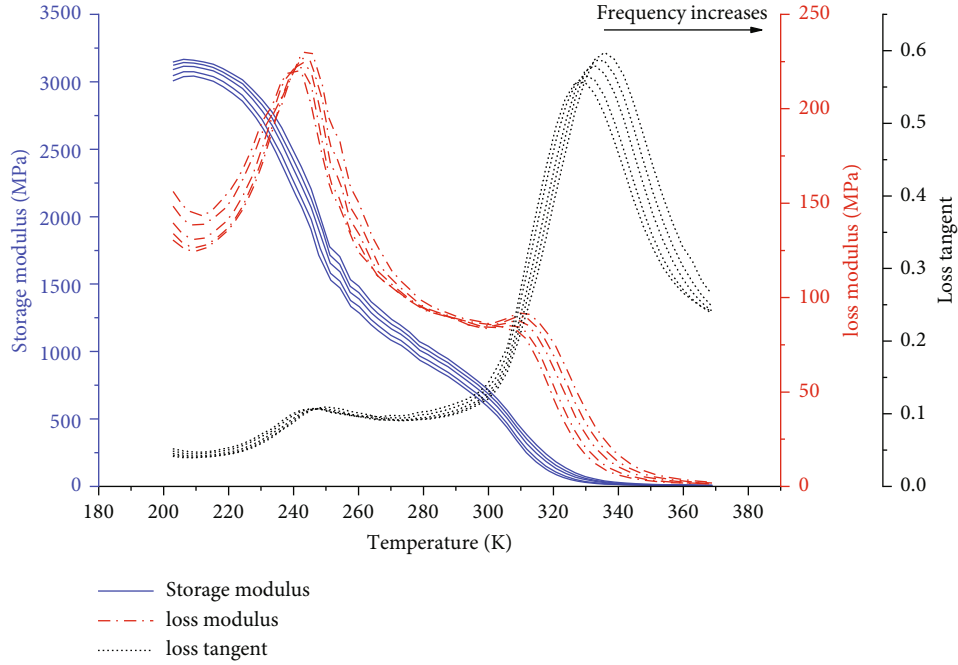 Frequency increases
3500
3000
2500
2000
1500
1000
500
0
Storage modulus (MPa)
250
200
150
100
50
0
loss modulus (MPa)
0.6
0.5
0.4
0.3
0.2
0.1
0.0
Loss tangent
180 200 220 240 260 280 300 320 340 360 380
Temperature (K)
Storage modulus
loss modulus
loss tangent